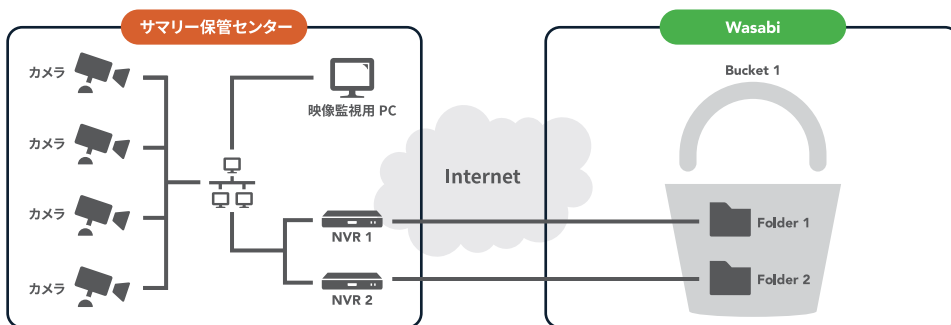 サマリー保管センター
Wasabi
カメラ
カメラ
カメラ
カメラ
映像監視用 PC
Internet
NVR 1
NVR 2
Bucket 1
Folder 1
Folder 2